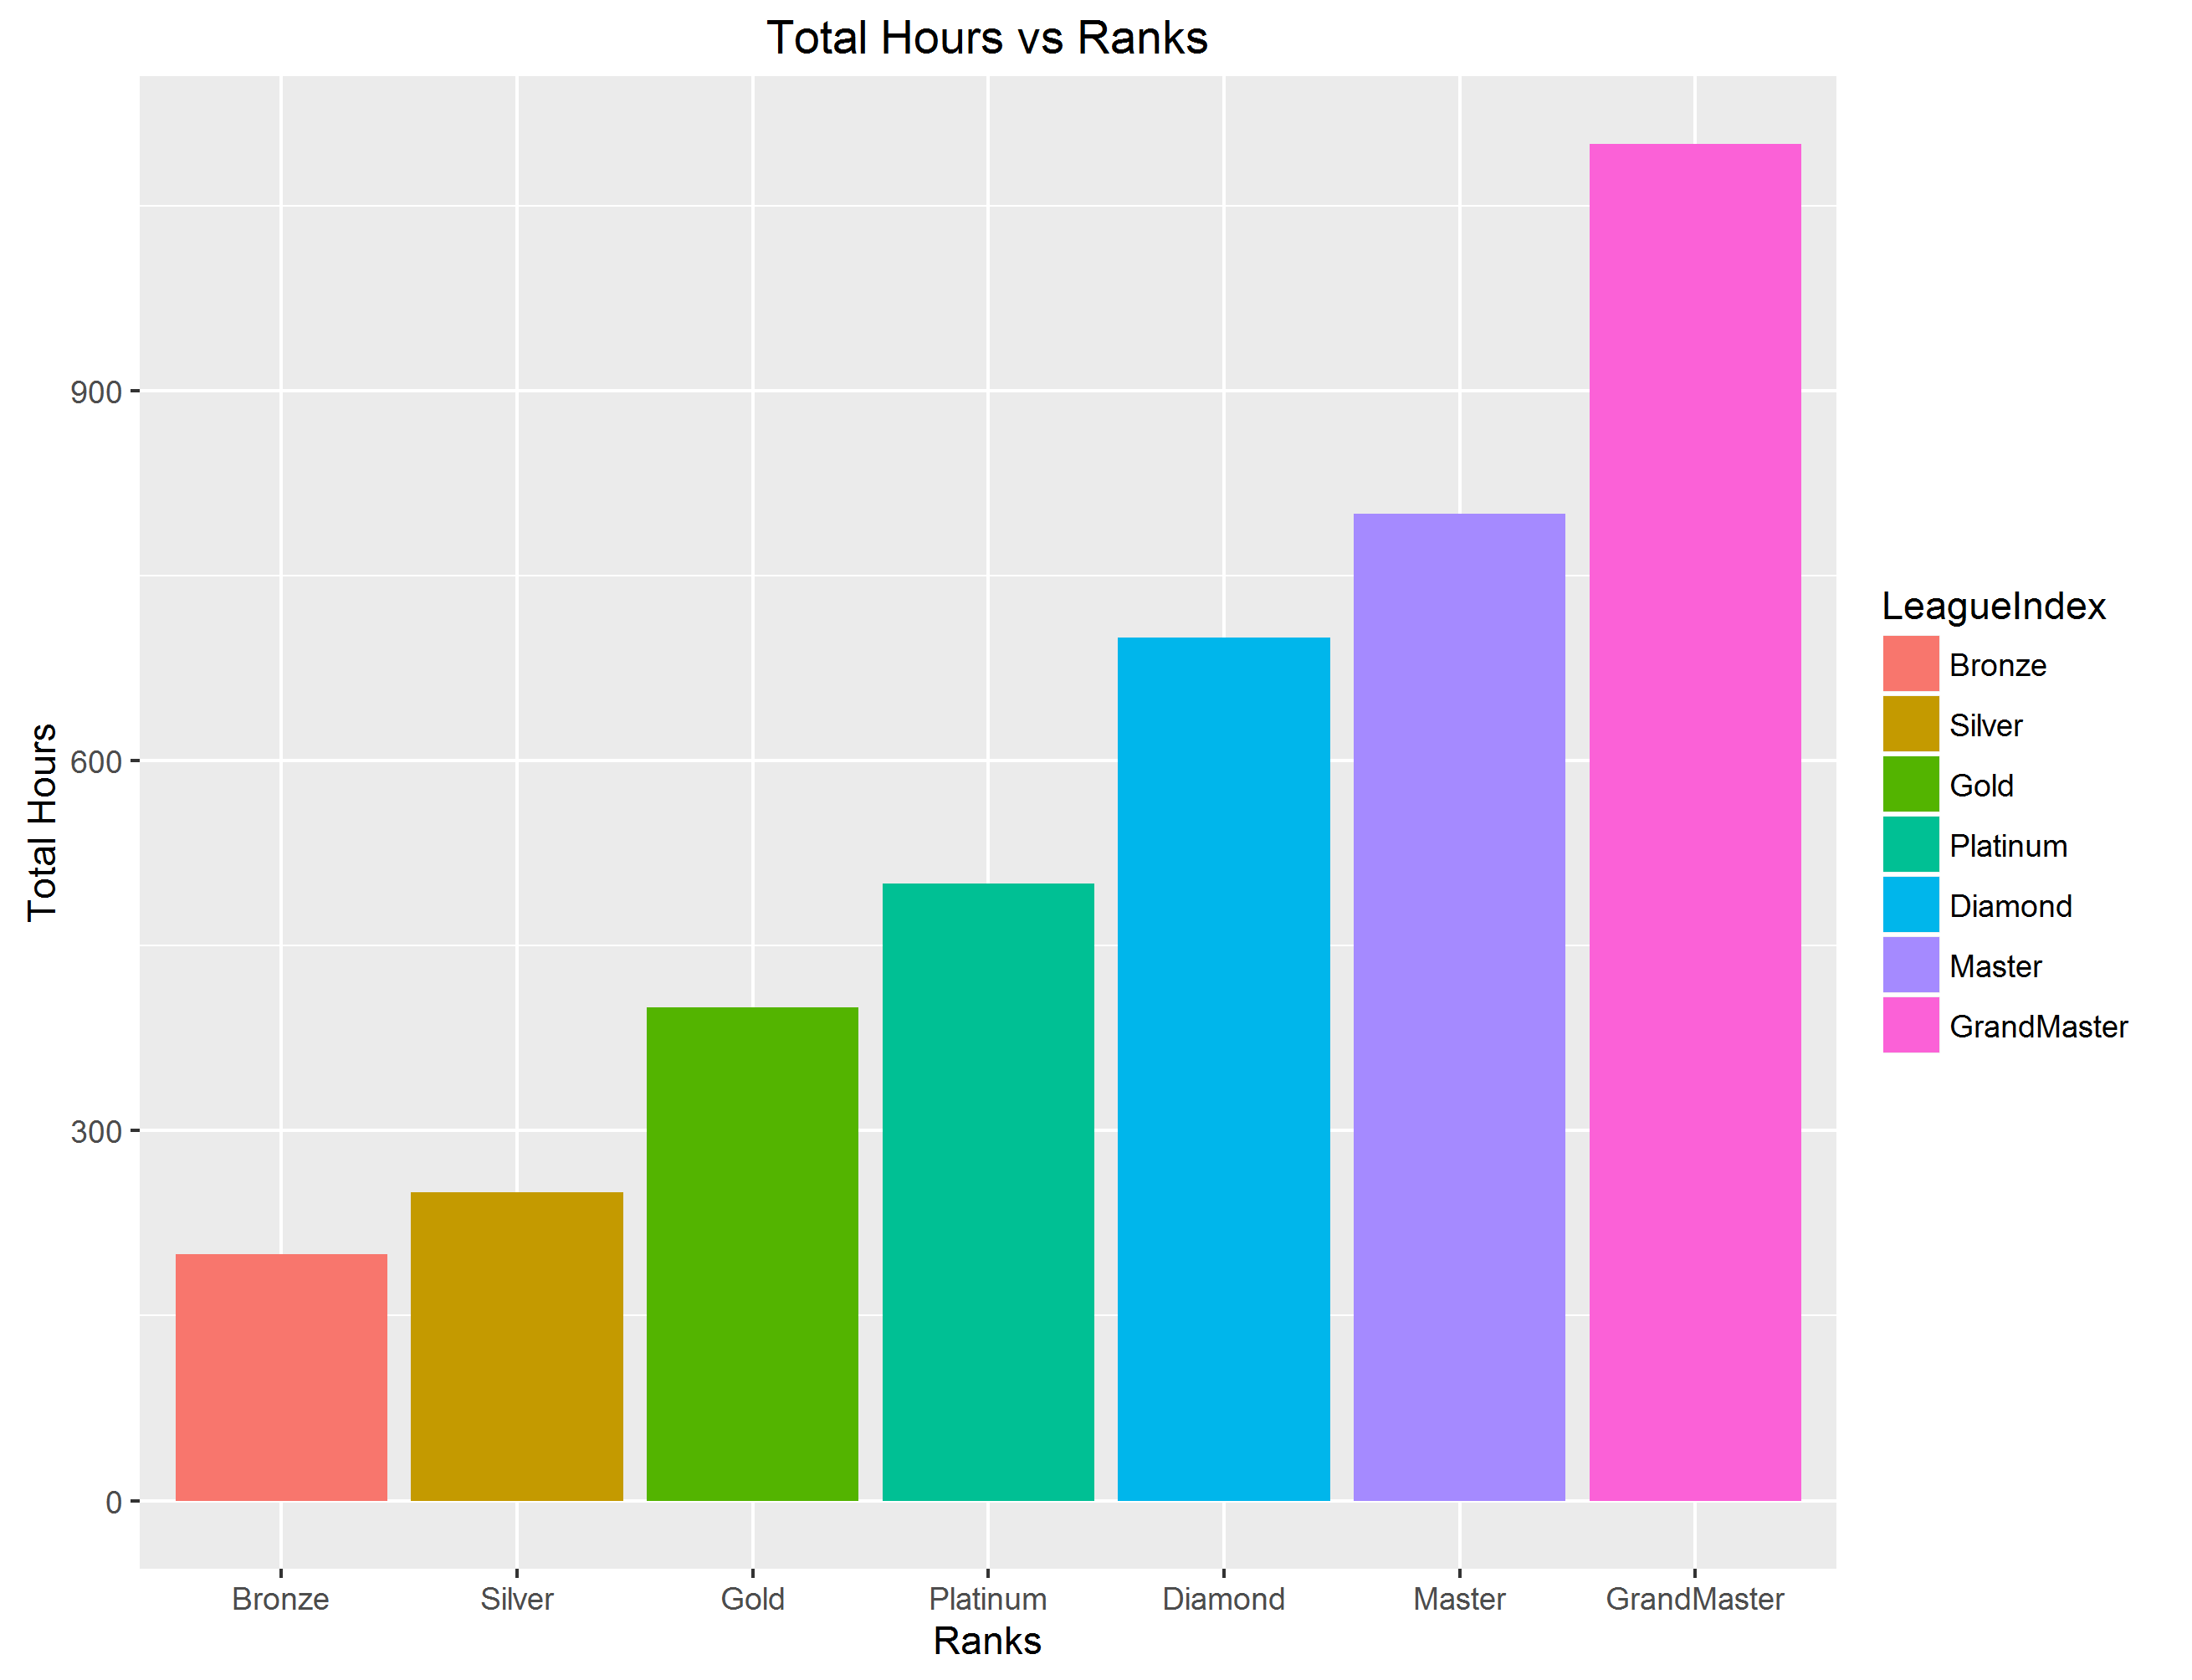 Total Hours vs Ranks
Total Hours
900
600
300
0
Bronze Silver Gold Platinum Diamond Master GrandMaster
Ranks
LeagueIndex
Bronze
Silver
Gold
Platinum
Diamond
Master
GrandMaster